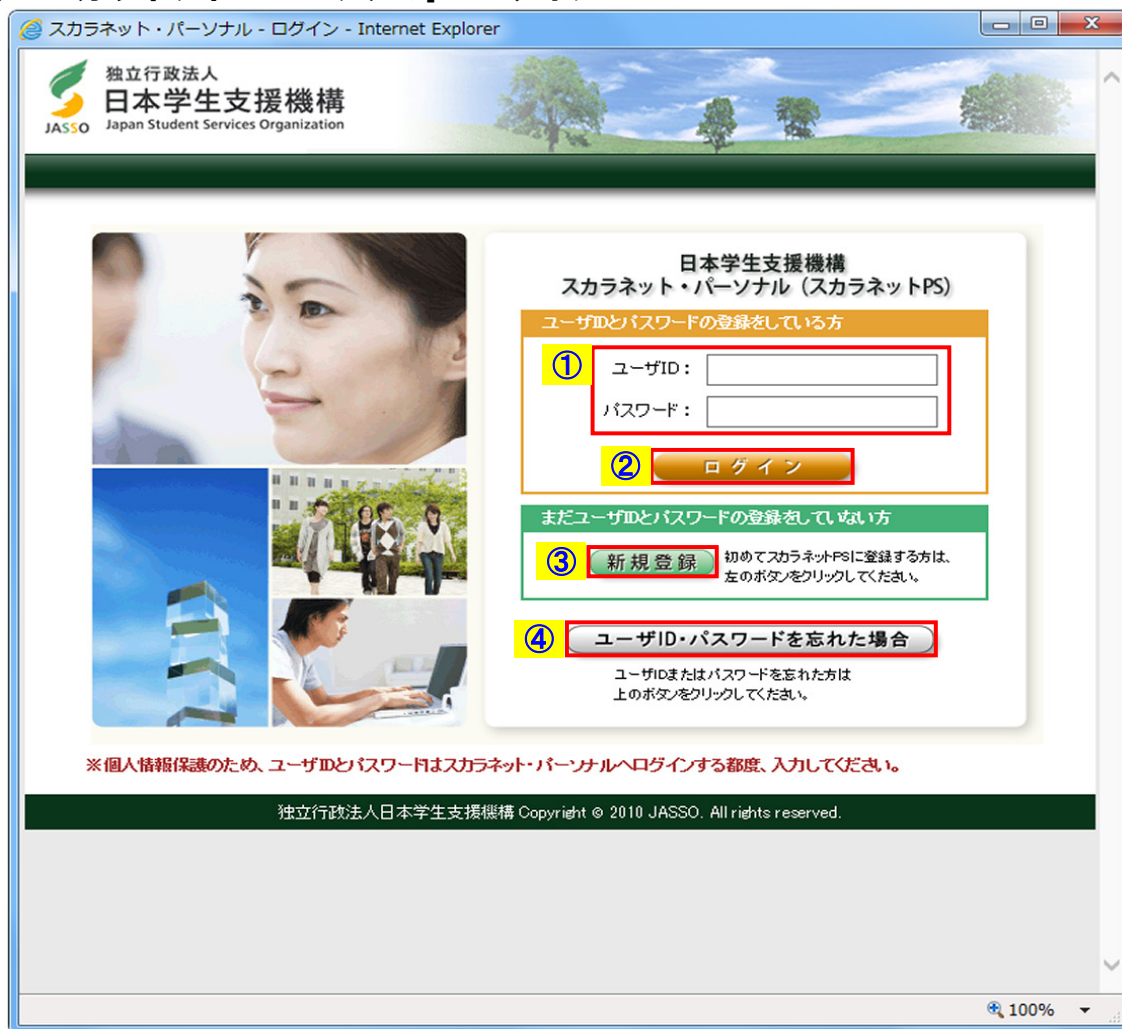 スカラネット・パーソナル - ログイン - Internet Explorer
独立行政法人
日本学生支援機構
JASSO Japan Student Services Organization
日本学生支援機構
スカラネット・パーソナル（スカラネットPS）
ユーザIDとパスワードの登録をしている方
① ユーザID：
パスワード：
② ログイン
まだユーザIDとパスワードの登録をしていない方
③ 新規登録 初めてスカラネットPSに登録する方は、
左のボタンをクリックしてください。
④ ユーザID・パスワードを忘れた場合
ユーザIDまたはパスワードを忘れた方は
上のボタンをクリックしてください。
※個人情報保護のため、ユーザIDとパスワードはスカラネット・パーソナルへログインする都度、入力してください。
独立行政法人日本学生支援機構 Copyright © 2010 JASSO. All rights reserved.
100%